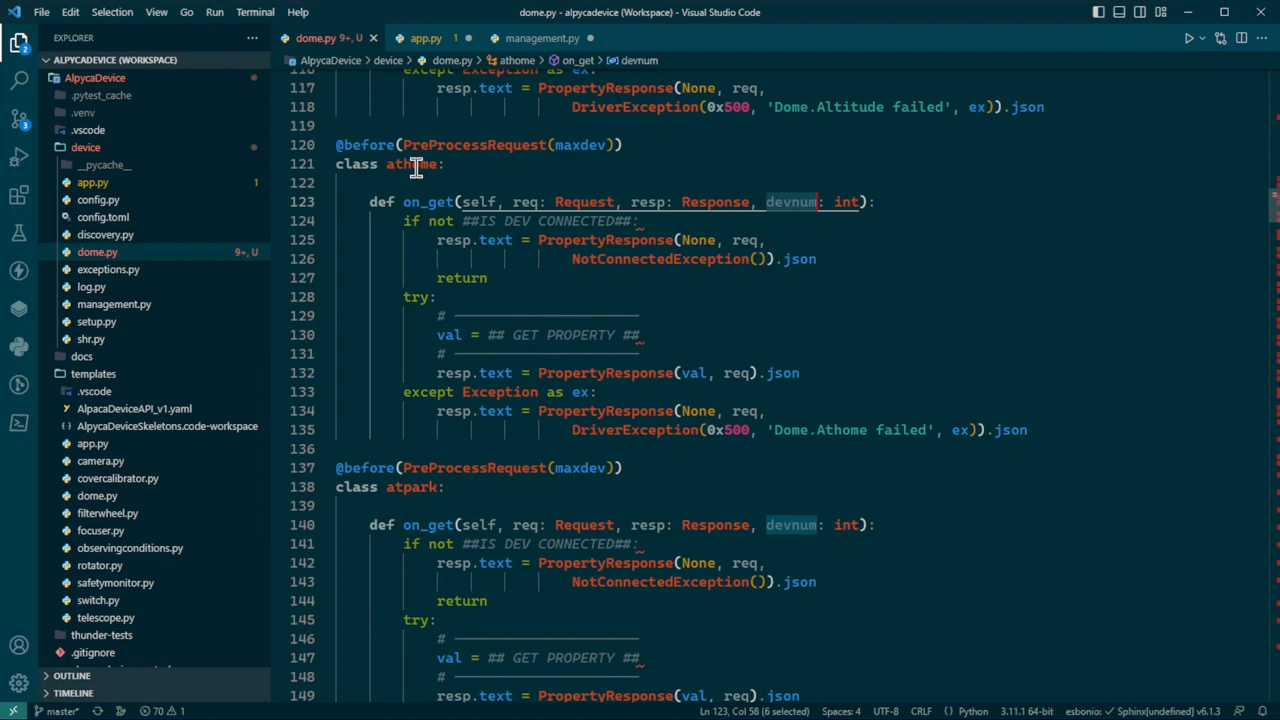 File Edit Selection View Go Run Terminal Help
dome.py - alpycadevice (Workspace) - Visual Studio Code
EXPLORER
ALPYCADEVICE (WORKSPACE)
AlpycaDevice
.pytest_cache
.venv
.vscode
device
__pycache__
app.py 1
config.py
config.toml
discovery.py
dome.py 9+, U
exceptions.py
log.py
management.py
setup.py
shr.py
docs
templates
.vscode
AlpacaDeviceAPI_v1.yaml
AlpycaDeviceSkeletons.code-workspace
app.py
camera.py
covercalibrator.py
dome.py
filterwheel.py
focuser.py
observingconditions.py
rotator.py
safetymonitor.py
switch.py
telescope.py
thunder-tests
.gitignore
OUTLINE
TIMELINE
2
3
dome.py 9+, U
app.py 1
management.py
AlpycaDevice > device > dome.py > athome > on_get > devnum
116 except Exception as ex:
117 resp.text = PropertyResponse(None, req,
118 DriverException(0x500, 'Dome.Altitude failed', ex)).json
119
120 @before(PreProcessRequest(maxdev))
121 class athome:
122
123 def on_get(self, req: Request, resp: Response, devnum: int):
124 if not ##IS DEV CONNECTED##:
125 resp.text = PropertyResponse(None, req,
126 NotConnectedException()).json
127 return
128 try:
129 # ———————————————
130 val = ## GET PROPERTY ##
131 # ———————————————
132 resp.text = PropertyResponse(val, req).json
133 except Exception as ex:
134 resp.text = PropertyResponse(None, req,
135 DriverException(0x500, 'Dome.Athome failed', ex)).json
136
137 @before(PreProcessRequest(maxdev))
138 class atpark:
139
140 def on_get(self, req: Request, resp: Response, devnum: int):
141 if not ##IS DEV CONNECTED##:
142 resp.text = PropertyResponse(None, req,
143 NotConnectedException()).json
144 return
145 try:
146 # ———————————————
147 val = ## GET PROPERTY ##
148 # ———————————————
149 resp.text = PropertyResponse(val, req).json
master* 70 1
Ln 123, Col 58 (6 selected) Spaces: 4 UTF-8 CRLF Python 3.11.1 64-bit esbonio: Sphinx[undefined] v6.1.3